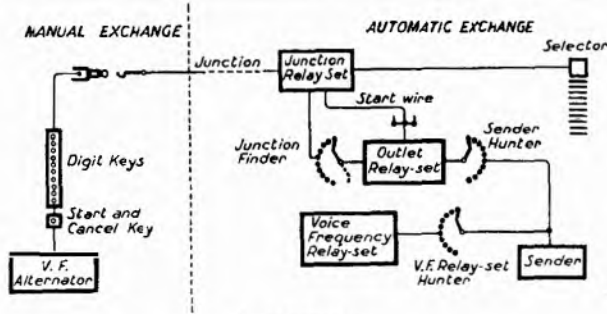 MANUAL EXCHANGE
AUTOMATIC EXCHANGE
Selector
Junction
Junction
Relay Set
Start wire
Junction
Finder
Outlet
Relay-set
Sender
Hunter
Digit Keys
Start and
Cancel Key
V. F.
Alternator
Voice
Frequency
Relay-set
V.F. Relay-set
Hunter
Sender